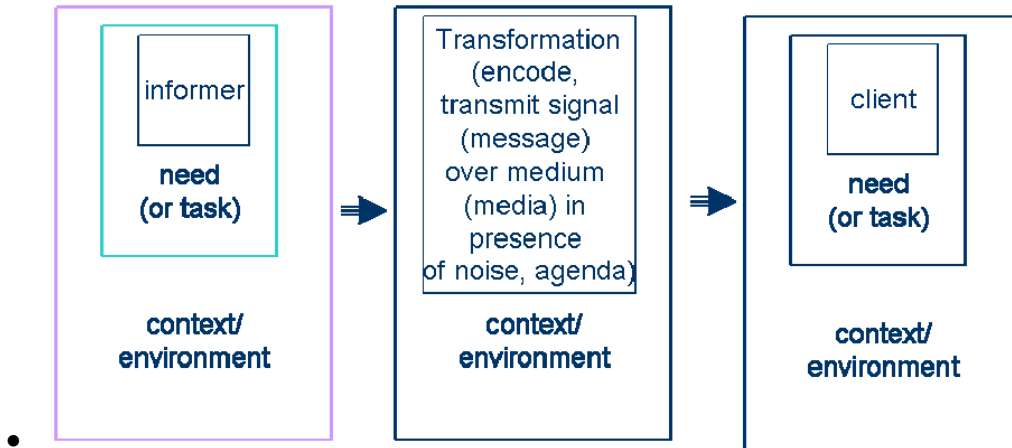 informer
need
(or task)
context/
environment
Transformation
(encode,
transmit signal
(message)
over medium
(media) in
presence
of noise, agenda)
context/
environment
client
need
(or task)
context/
environment